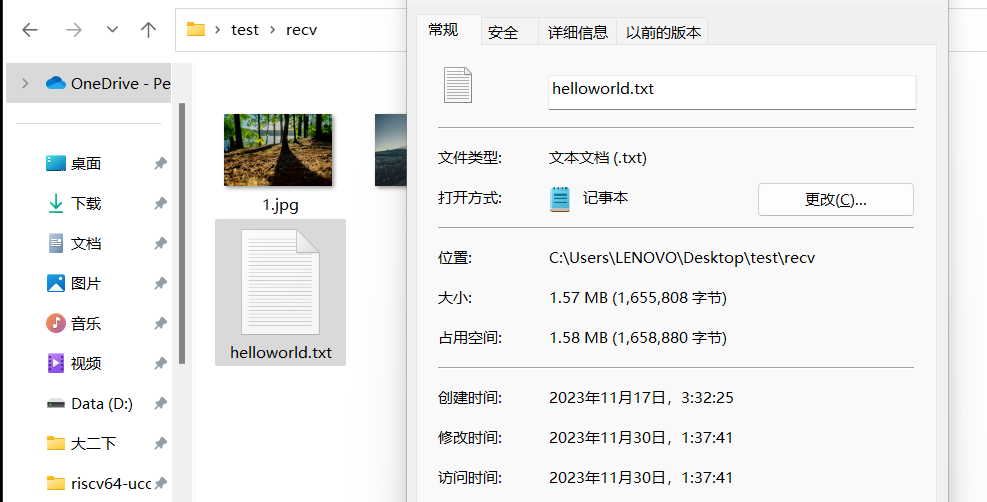 test > recv
OneDrive - Pe
桌面
下载
文档
图片
音乐
视频
Data (D:)
大二下
riscv64-ucc
1.jpg
helloworld.txt
常规
安全
详细信息
以前的版本
helloworld.txt
文件类型: 文本文档 (.txt)
打开方式: 记事本 更改(C)...
位置: C:\Users\LENOVO\Desktop\test\recv
大小: 1.57 MB (1,655,808 字节)
占用空间: 1.58 MB (1,658,880 字节)
创建时间: 2023年11月17日，3:32:25
修改时间: 2023年11月30日，1:37:41
访问时间: 2023年11月30日，1:37:41